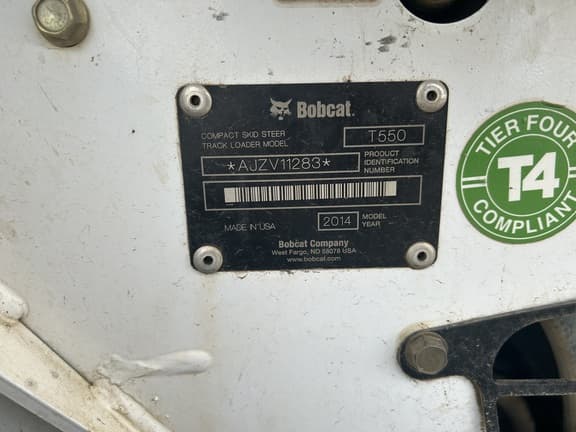 Bobcat.
COMPACT SKID STEER
TRACK LOADER MODEL
T550
*AJZV11283*
PRODUCT
IDENTIFICATION
NUMBER
MADE IN USA
2014
MODEL
YEAR
Bobcat Company
West Fargo, ND 58078 USA
www.bobcat.com
TIER FOUR
T4
COMPLIANT